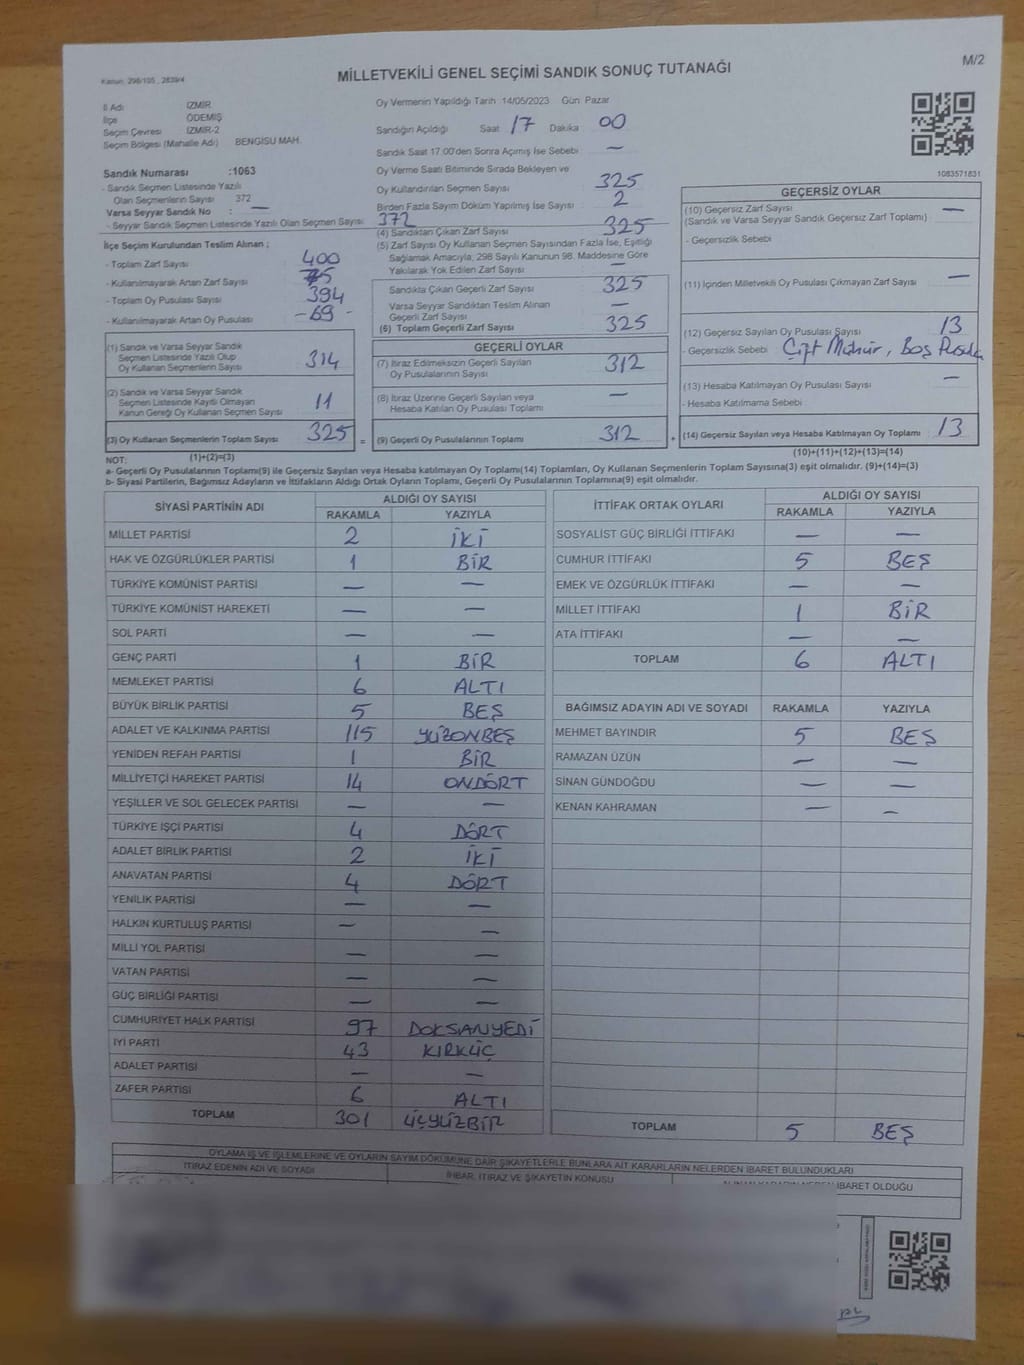 Kanun: 298/105 , 2839/4
MİLLETVEKİLİ GENEL SEÇİMİ SANDIK SONUÇ TUTANAĞI
M/2
İl Adı İZMİR
İlçe ÖDEMİŞ
Seçim Çevresi İZMİR-2
Seçim Bölgesi (Mahalle Adı) BENGİSU MAH.
Sandık Numarası :1063
- Sandık Seçmen Listesinde Yazılı
Olan Seçmenlerin Sayısı 372
Varsa Seyyar Sandık No : —
- Seyyar Sandık Seçmen Listesinde Yazılı Olan Seçmen Sayısı 372
İlçe Seçim Kurulundan Teslim Alınan ;
- Toplam Zarf Sayısı 400
- Kullanılmayarak Artan Zarf Sayısı 75
- Toplam Oy Pusulası Sayısı 394
- Kullanılmayarak Artan Oy Pusulası -69-
(1) Sandık ve Varsa Seyyar Sandık
Seçmen Listesinde Yazılı Olup
Oy Kullanan Seçmenlerin Sayısı 314
(2) Sandık ve Varsa Seyyar Sandık
Seçmen Listesinde Kayıtlı Olmayan
Kanun Gereği Oy Kullanan Seçmen Sayısı 11
(3) Oy Kullanan Seçmenlerin Toplam Sayısı 325 =
Oy Vermenin Yapıldığı Tarih :14/05/2023 Gün: Pazar
Sandığın Açıldığı Saat 17 Dakika 00
Sandık Saat 17:00'den Sonra Açılmış İse Sebebi —
Oy Verme Saati Bitiminde Sırada Bekleyen ve
Oy Kullandırılan Seçmen Sayısı 325
Birden Fazla Sayım Döküm Yapılmış İse Sayısı 2
(4) Sandıktan Çıkan Zarf Sayısı 325
(5) Zarf Sayısı Oy Kullanan Seçmen Sayısından Fazla İse, Eşitliği
Sağlamak Amacıyla, 298 Sayılı Kanunun 98. Maddesine Göre
Yakılarak Yok Edilen Zarf Sayısı —
Sandıkta Çıkan Geçerli Zarf Sayısı 325
Varsa Seyyar Sandıktan Teslim Alınan
Geçerli Zarf Sayısı —
(6) Toplam Geçerli Zarf Sayısı 325
GEÇERLİ OYLAR
(7) İtiraz Edilmeksizin Geçerli Sayılan
Oy Pusulalarının Sayısı 312
(8) İtiraz Üzerine Geçerli Sayılan veya
Hesaba Katılan Oy Pusulası Toplamı —
(9) Geçerli Oy Pusulalarının Toplamı 312 +
1083571831
GEÇERSİZ OYLAR
(10) Geçersiz Zarf Sayısı —
(Sandık ve Varsa Seyyar Sandık Geçersiz Zarf Toplamı)
- Geçersizlik Sebebi
(11) İçinden Milletvekili Oy Pusulası Çıkmayan Zarf Sayısı —
(12) Geçersiz Sayılan Oy Pusulası Sayısı 13
- Geçersizlik Sebebi Çift Mühür, Boş Pusula
(13) Hesaba Katılmayan Oy Pusulası Sayısı —
- Hesaba Katılmama Sebebi
(14) Geçersiz Sayılan veya Hesaba Katılmayan Oy Toplamı 13
NOT: (1)+(2)=(3) (10)+(11)+(12)+(13)=(14)
a- Geçerli Oy Pusulalarının Toplamı(9) ile Geçersiz Sayılan veya Hesaba katılmayan Oy Toplamı(14) Toplamları, Oy Kullanan Seçmenlerin Toplam Sayısına(3) eşit olmalıdır. (9)+(14)=(3)
b- Siyasi Partilerin, Bağımsız Adayların ve İttifakların Aldığı Ortak Oyların Toplamı, Geçerli Oy Pusulalarının Toplamına(9) eşit olmalıdır.
SİYASİ PARTİNİN ADI ALDIĞI OY SAYISI
RAKAMLA YAZIYLA
MİLLET PARTİSİ 2 İKİ
HAK VE ÖZGÜRLÜKLER PARTİSİ 1 BİR
TÜRKİYE KOMÜNİST PARTİSİ — —
TÜRKİYE KOMÜNİST HAREKETİ — —
SOL PARTİ — —
GENÇ PARTİ 1 BİR
MEMLEKET PARTİSİ 6 ALTI
BÜYÜK BİRLİK PARTİSİ 5 BEŞ
ADALET VE KALKINMA PARTİSİ 115 YÜZONBEŞ
YENİDEN REFAH PARTİSİ 1 BİR
MİLLİYETÇİ HAREKET PARTİSİ 14 ONDÖRT
YEŞİLLER VE SOL GELECEK PARTİSİ — —
TÜRKİYE İŞÇİ PARTİSİ 4 DÖRT
ADALET BİRLİK PARTİSİ 2 İKİ
ANAVATAN PARTİSİ 4 DÖRT
YENİLİK PARTİSİ — —
HALKIN KURTULUŞ PARTİSİ — —
MİLLİ YOL PARTİSİ — —
VATAN PARTİSİ — —
GÜÇ BİRLİĞİ PARTİSİ — —
CUMHURİYET HALK PARTİSİ 97 DOKSANYEDİ
İYİ PARTİ 43 KIRKÜÇ
ADALET PARTİSİ — —
ZAFER PARTİSİ 6 ALTI
TOPLAM 301 ÜÇYÜZBİR
İTTİFAK ORTAK OYLARI ALDIĞI OY SAYISI
RAKAMLA YAZIYLA
SOSYALİST GÜÇ BİRLİĞİ İTTİFAKI — —
CUMHUR İTTİFAKI 5 BEŞ
EMEK VE ÖZGÜRLÜK İTTİFAKI — —
MİLLET İTTİFAKI 1 BİR
ATA İTTİFAKI — —
TOPLAM 6 ALTI
BAĞIMSIZ ADAYIN ADI VE SOYADI RAKAMLA YAZIYLA
MEHMET BAYINDIR 5 BEŞ
RAMAZAN ÜZÜN — —
SİNAN GÜNDOĞDU — —
KENAN KAHRAMAN — —
TOPLAM 5 BEŞ
OYLAMA İŞ VE İŞLEMLERİNE VE OYLARIN SAYIM DÖKÜMÜNE DAİR ŞİKAYETLERLE BUNLARA AİT KARARLARIN NELERDEN İBARET BULUNDUKLARI
İTİRAZ EDENİN ADI VE SOYADI İHBAR, İTİRAZ VE ŞİKAYETİN KONUSU ALINAN KARARIN NEDEN İBARET OLDUĞU